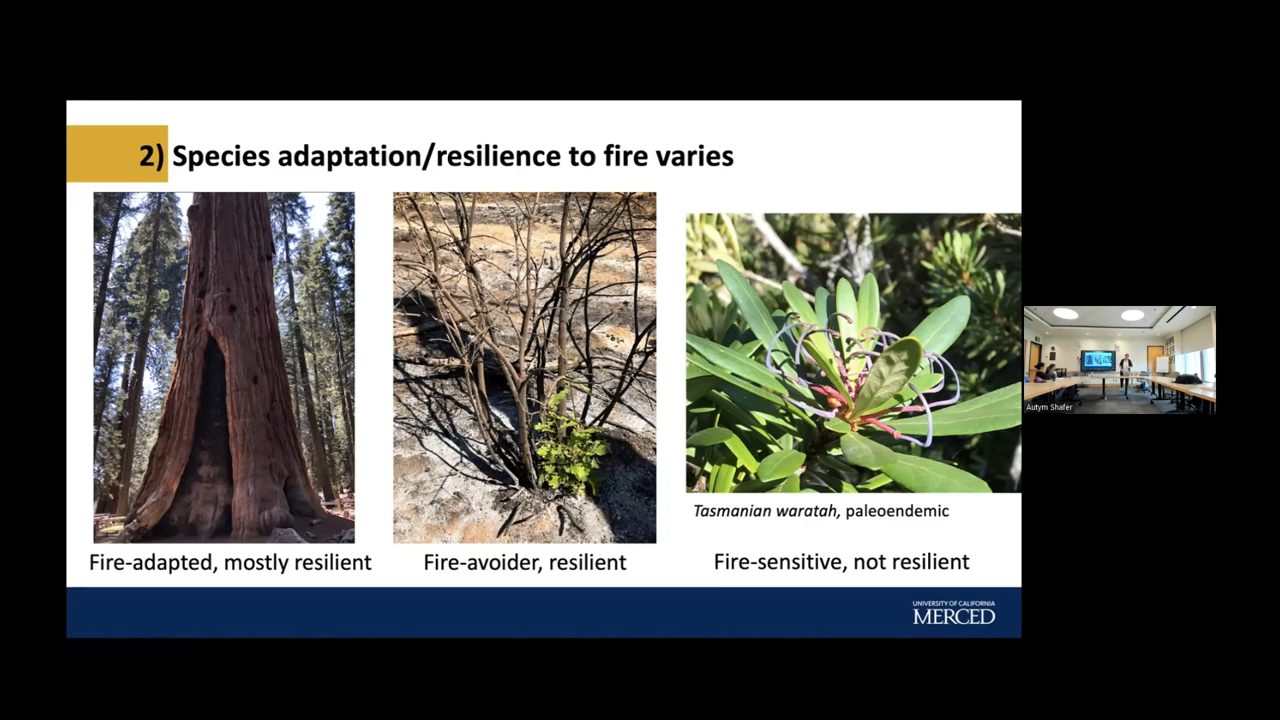 2) Species adaptation/resilience to fire varies
Tasmanian waratah, paleoendemic
Fire-adapted, mostly resilient
Fire-avoider, resilient
Fire-sensitive, not resilient
UNIVERSITY OF CALIFORNIA
MERCED
Autym Shafer